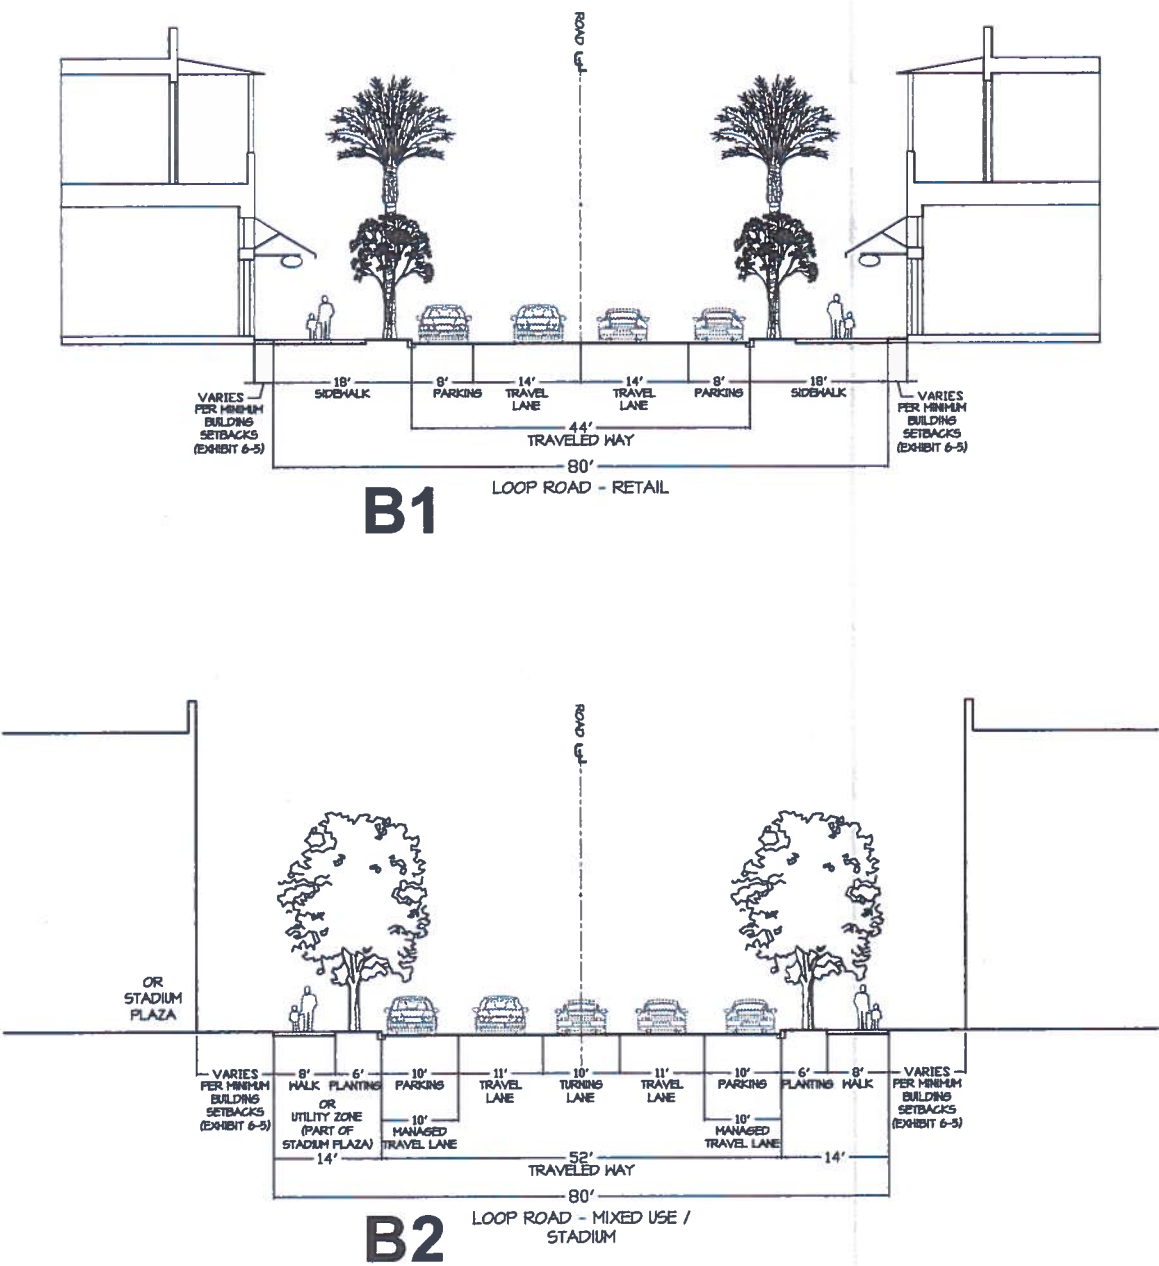 ROAD ℄
18' 8' 14' 14' 8' 18'
SIDEWALK PARKING TRAVEL LANE TRAVEL LANE PARKING SIDEWALK
VARIES
PER MINIMUM
BUILDING
SETBACKS
(EXHIBIT 6-5)
VARIES
PER MINIMUM
BUILDING
SETBACKS
(EXHIBIT 6-5)
44'
TRAVELED WAY
80'
LOOP ROAD - RETAIL
B1
ROAD ℄
OR
STADIUM
PLAZA
VARIES
PER MINIMUM
BUILDING
SETBACKS
(EXHIBIT 6-5)
8' 6' 10' 11' 10' 11' 10' 6' 8'
WALK PLANTING PARKING TRAVEL LANE TURNING LANE TRAVEL LANE PARKING PLANTING WALK
VARIES
PER MINIMUM
BUILDING
SETBACKS
(EXHIBIT 6-5)
OR
UTILITY ZONE
(PART OF
STADIUM PLAZA)
10'
MANAGED
TRAVEL LANE
10'
MANAGED
TRAVEL LANE
14' 52' 14'
TRAVELED WAY
80'
LOOP ROAD - MIXED USE /
STADIUM
B2